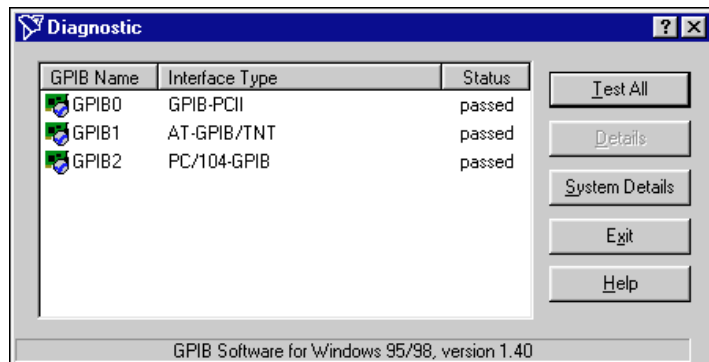 Diagnostic
GPIB Name Interface Type Status
GPIB0 GPIB-PCII passed
GPIB1 AT-GPIB/TNT passed
GPIB2 PC/104-GPIB passed
Test All
Details
System Details
Exit
Help
GPIB Software for Windows 95/98, version 1.40